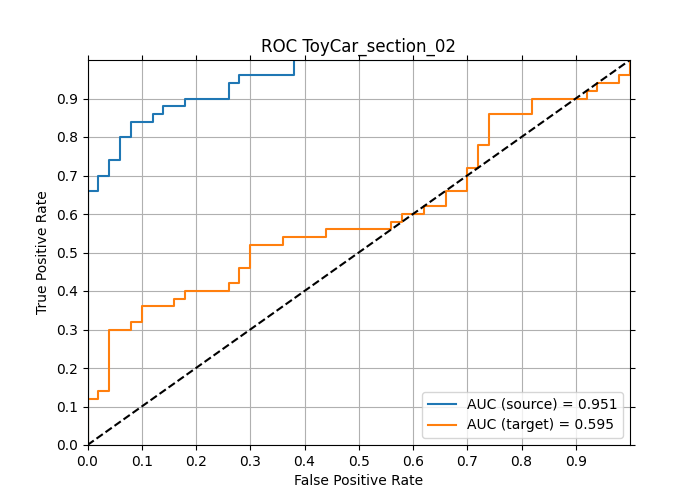 ROC ToyCar_section_02
True Positive Rate
0.9
0.8
0.7
0.6
0.5
0.4
0.3
0.2
0.1
0.0
0.0 0.1 0.2 0.3 0.4 0.5 0.6 0.7 0.8 0.9
False Positive Rate
AUC (source) = 0.951
AUC (target) = 0.595